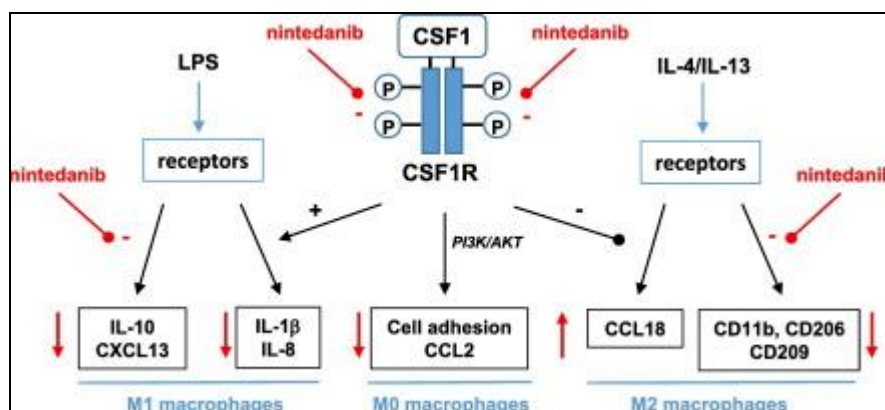 nintedanib
CSF1
nintedanib
LPS
IL-4/IL-13
P
P
-
-
P
P
receptors
receptors
CSF1R
nintedanib
nintedanib
-
+
-
-
PI3K/AKT
IL-10
CXCL13
IL-1β
IL-8
Cell adhesion
CCL2
CCL18
CD11b, CD206
CD209
M1 macrophages
M0 macrophages
M2 macrophages